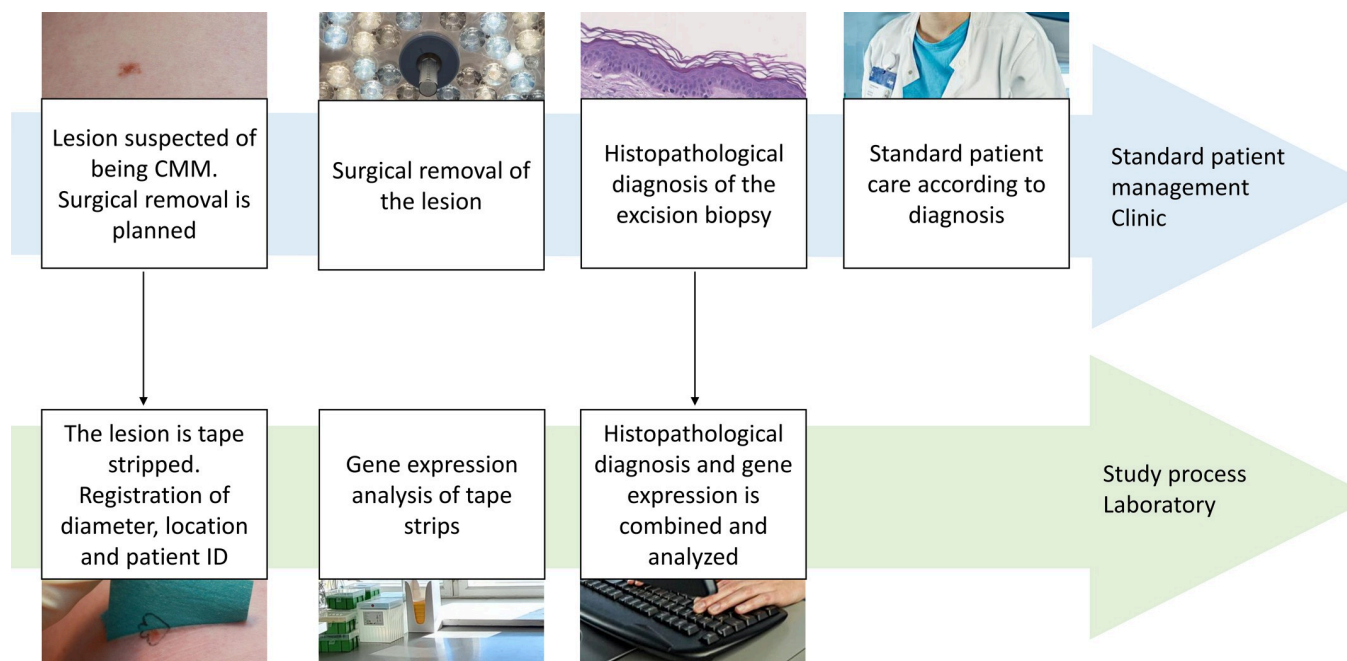 Lesion suspected of
being CMM.
Surgical removal is
planned
Surgical removal of
the lesion
Histopathological
diagnosis of the
excision biopsy
Standard patient
care according to
diagnosis
Standard patient
management
Clinic
The lesion is tape
stripped.
Registration of
diameter, location
and patient ID
Gene expression
analysis of tape
strips
Histopathological
diagnosis and gene
expression is
combined and
analyzed
Study process
Laboratory